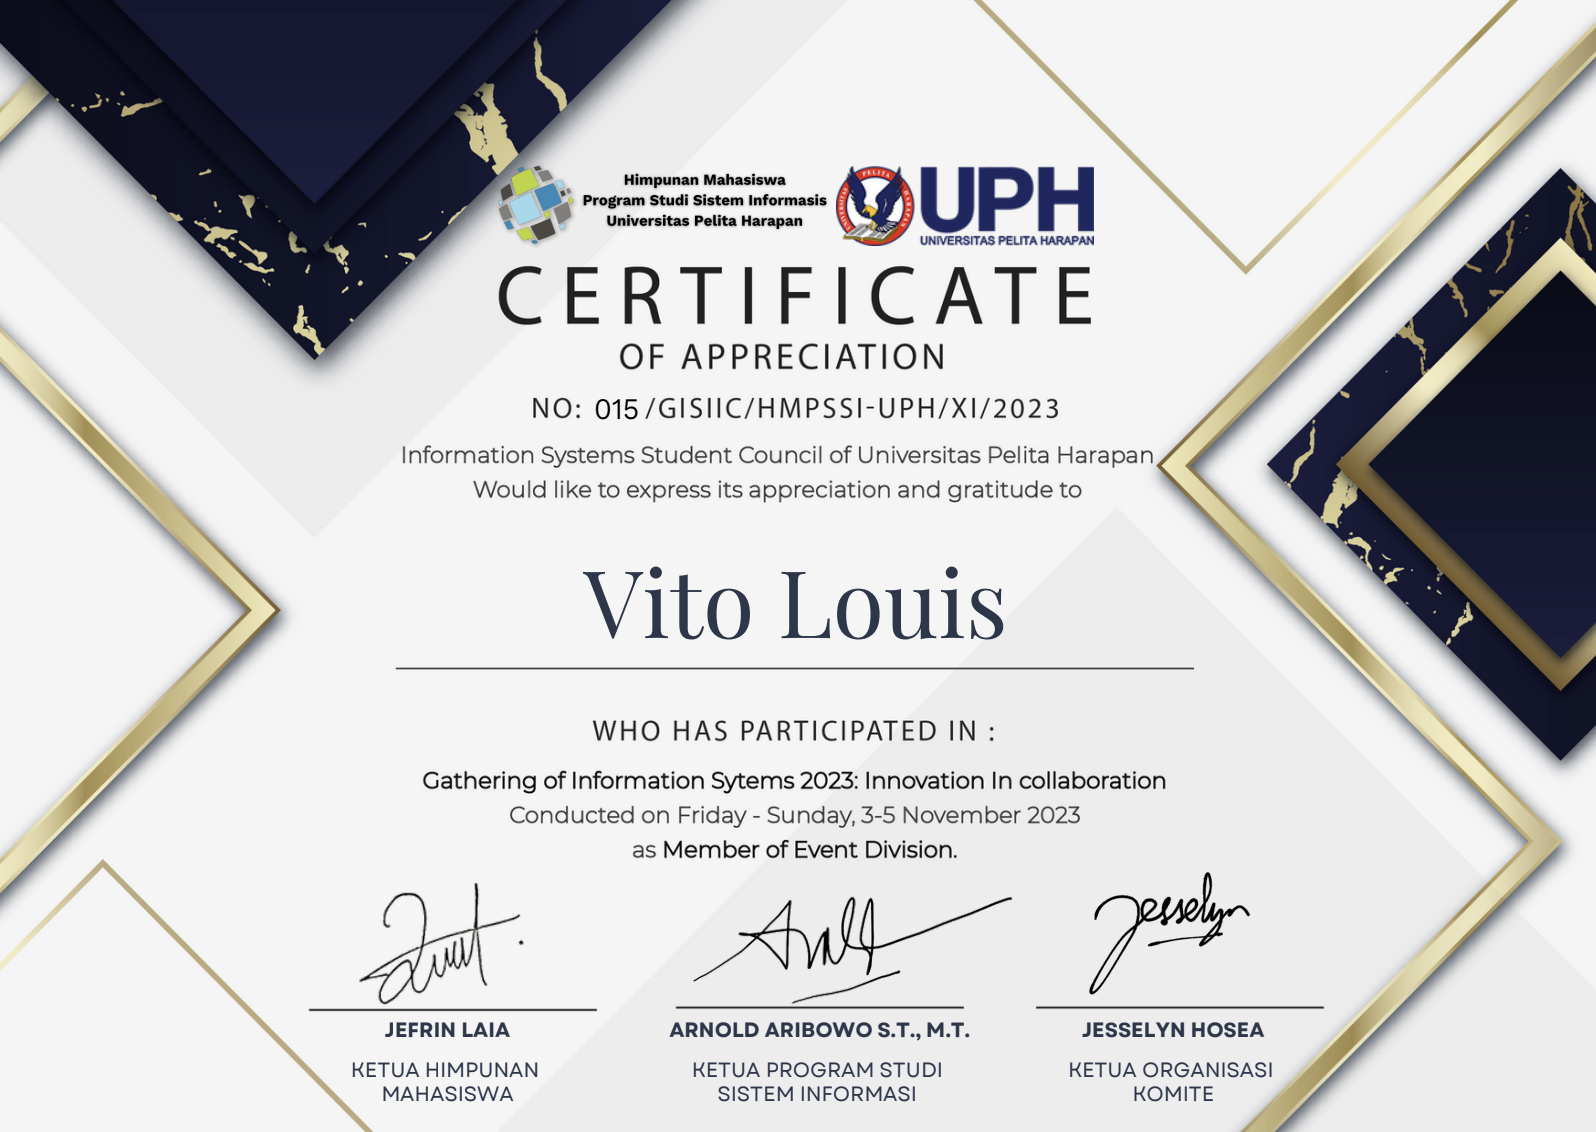 Himpunan Mahasiswa
Program Studi Sistem Informasis
Universitas Pelita Harapan
UNIVERSITAS PELITA HARAPAN
UPH
UNIVERSITAS PELITA HARAPAN
CERTIFICATE
OF APPRECIATION
NO: 015 /GISIIC/HMPSSI-UPH/XI/2023
Information Systems Student Council of Universitas Pelita Harapan
Would like to express its appreciation and gratitude to
Vito Louis
WHO HAS PARTICIPATED IN :
Gathering of Information Sytems 2023: Innovation In collaboration
Conducted on Friday - Sunday, 3-5 November 2023
as Member of Event Division.
Jesselyn
JEFRIN LAIA
ARNOLD ARIBOWO S.T., M.T.
JESSELYN HOSEA
KETUA HIMPUNAN
MAHASISWA
KETUA PROGRAM STUDI
SISTEM INFORMASI
KETUA ORGANISASI
KOMITE